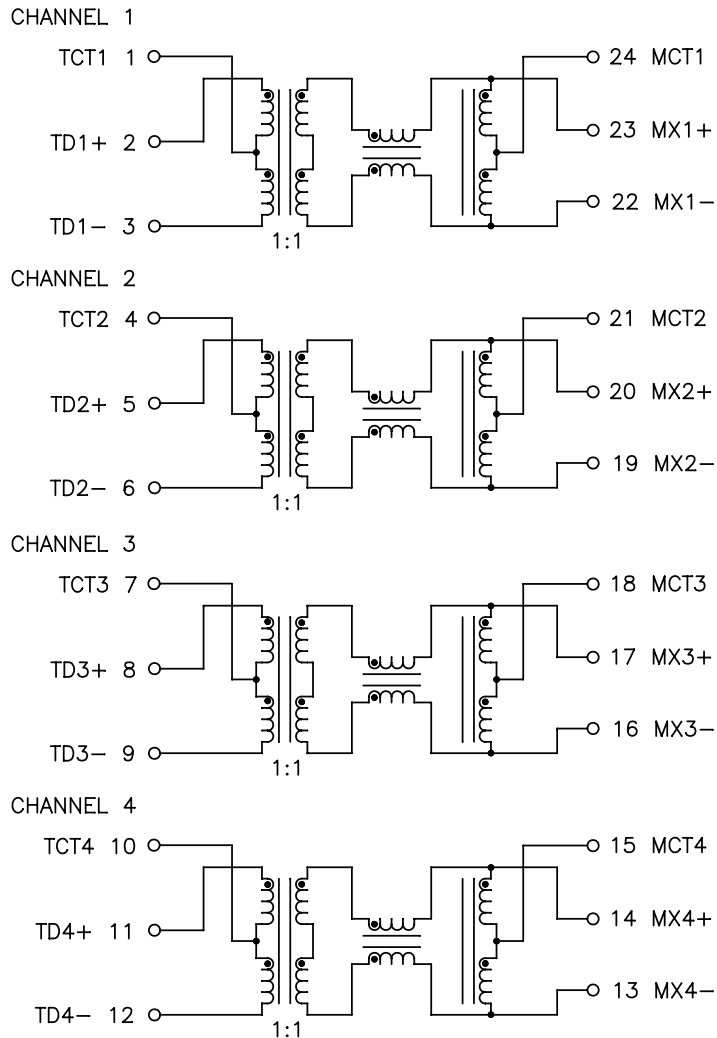 CHANNEL 1
TCT1 1
24 MCT1
TD1+ 2
23 MX1+
22 MX1−
TD1− 3
1:1
CHANNEL 2
TCT2 4
21 MCT2
TD2+ 5
20 MX2+
19 MX2−
TD2− 6
1:1
CHANNEL 3
TCT3 7
18 MCT3
TD3+ 8
17 MX3+
16 MX3−
TD3− 9
1:1
CHANNEL 4
TCT4 10
15 MCT4
TD4+ 11
14 MX4+
13 MX4−
TD4− 12
1:1